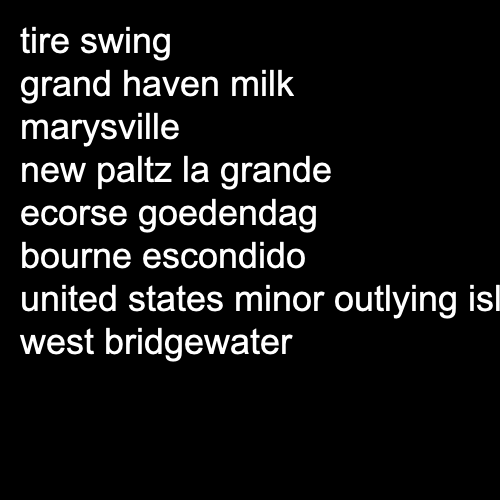 tire swing
grand haven milk
marysville
new paltz la grande
ecorse goedendag
bourne escondido
united states minor outlying
west bridgewater